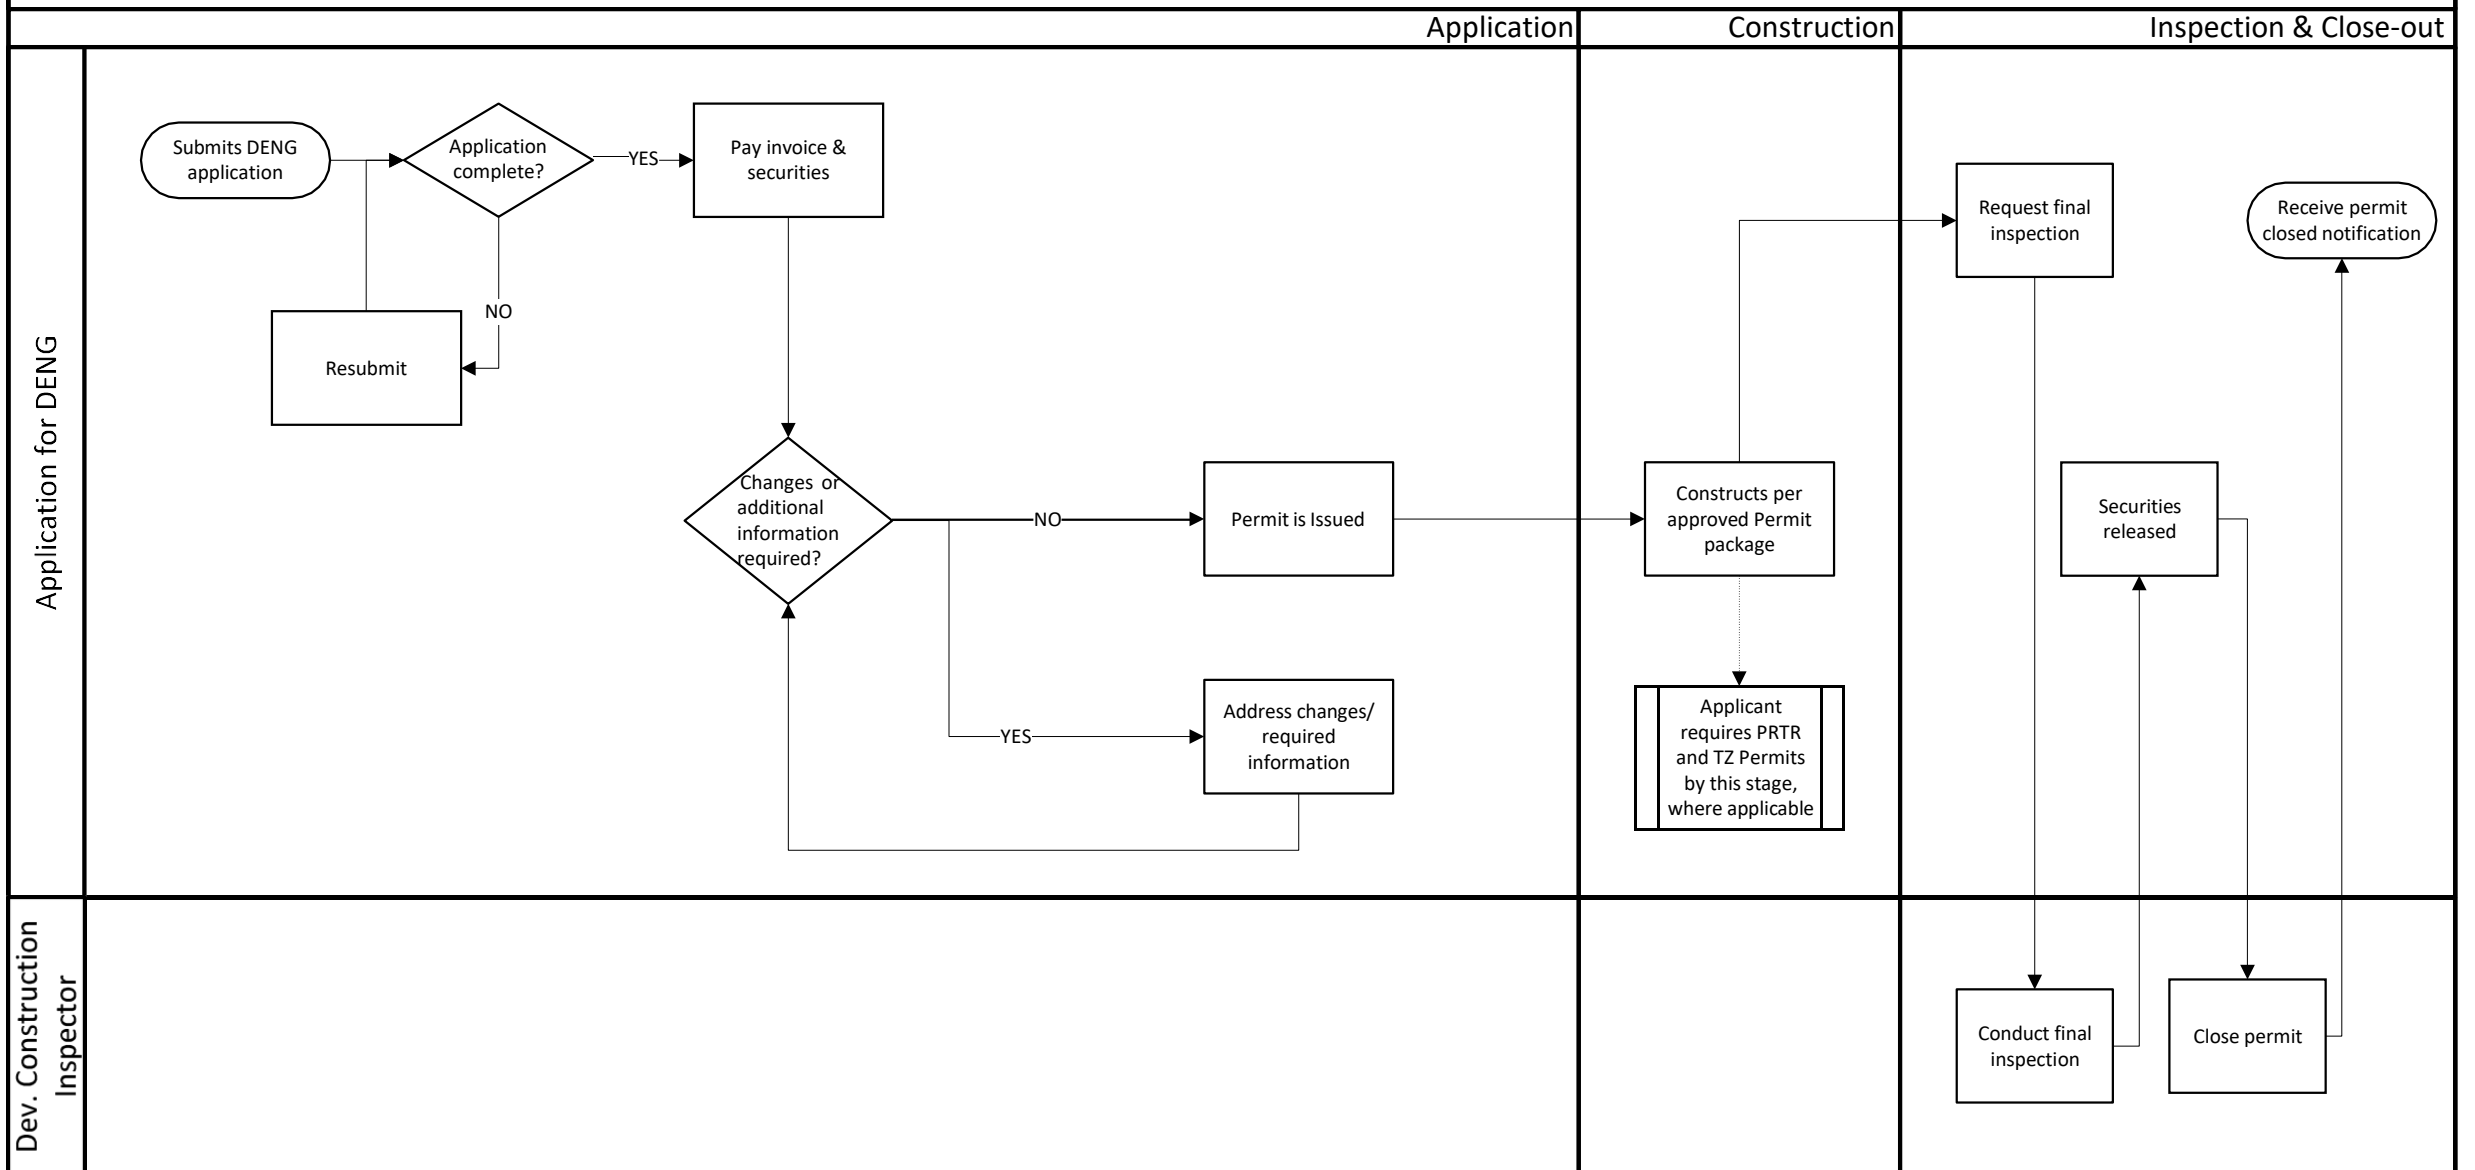 Application
Construction
Inspection & Close-out
Application for DENG
Submits DENG
application
Application
complete?
YES
Pay invoice &
securities
NO
Resubmit
Changes or
additional
information
required?
NO
Permit is Issued
YES
Address changes/
required
information
Constructs per
approved Permit
package
Applicant
requires PRTR
and TZ Permits
by this stage,
where applicable
Request final
inspection
Receive permit
closed notification
Securities
released
Dev. Construction
Inspector
Conduct final
inspection
Close permit